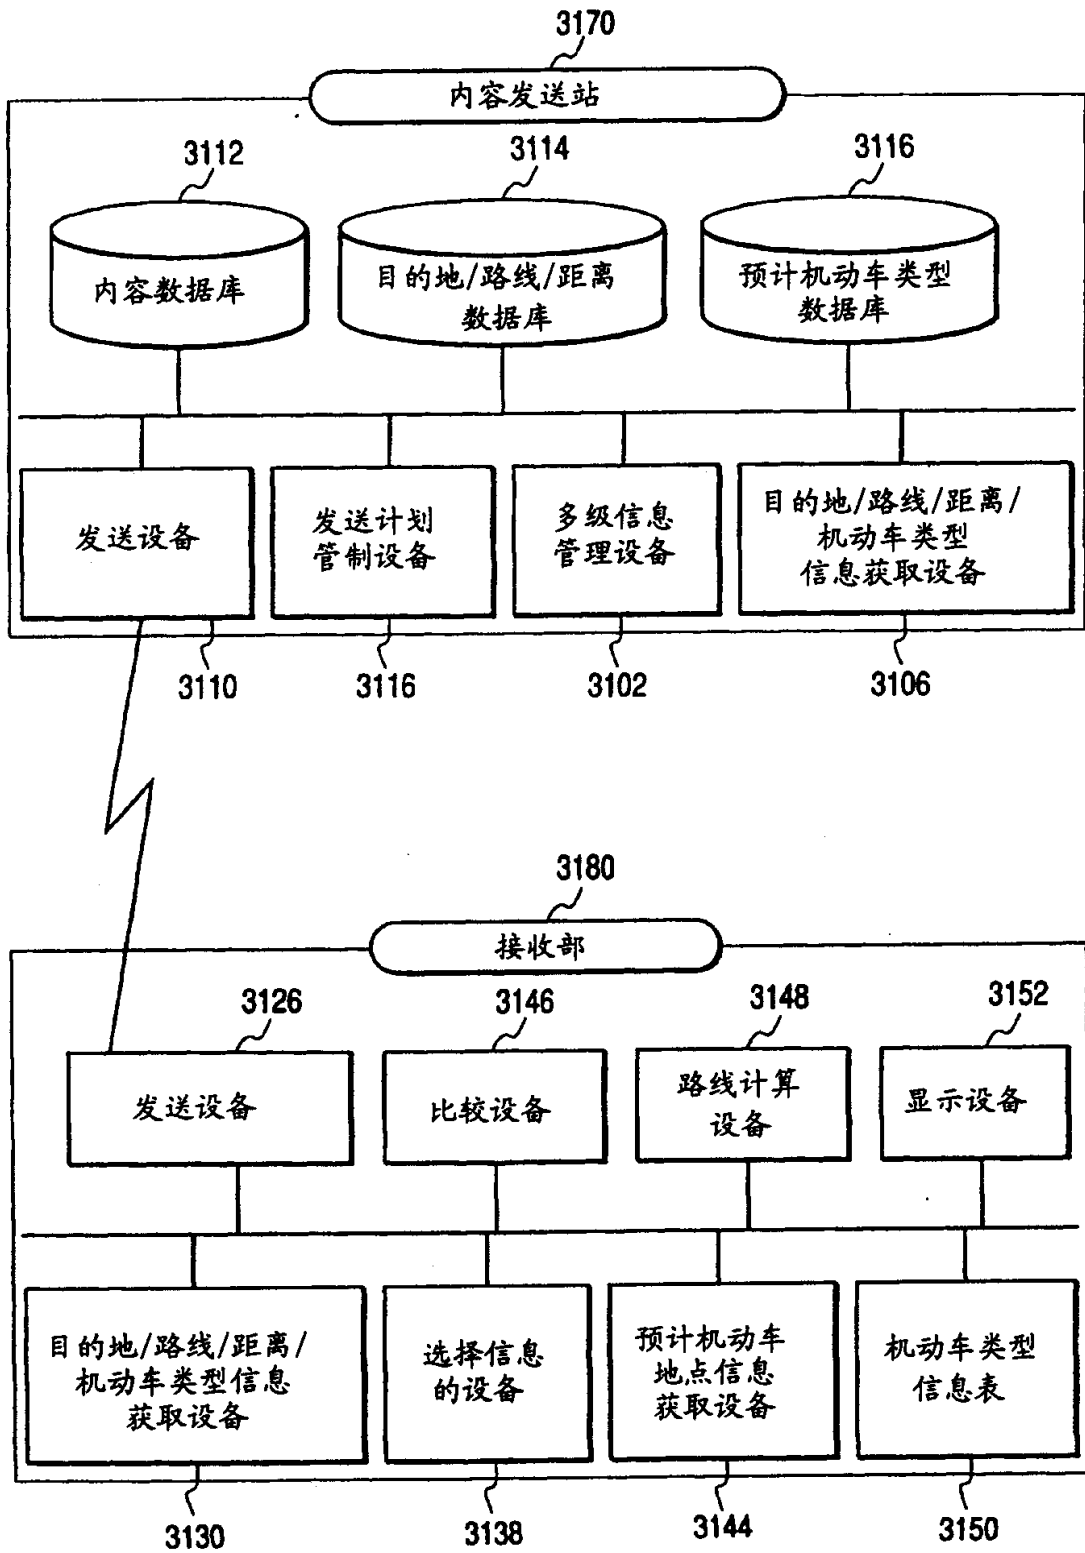 3170
内容发送站
3112
3114
3116
内容数据库
目的地/路线/距离
数据库
预计机动车类型
数据库
发送设备
发送计划
管制设备
多级信息
管理设备
目的地/路线/距离/
机动车类型
信息获取设备
3110
3116
3102
3106
3180
接收部
3126
3146
3148
3152
发送设备
比较设备
路线计算
设备
显示设备
目的地/路线/距离/
机动车类型信息
获取设备
选择信息
的设备
预计机动车
地点信息
获取设备
机动车类型
信息表
3130
3138
3144
3150